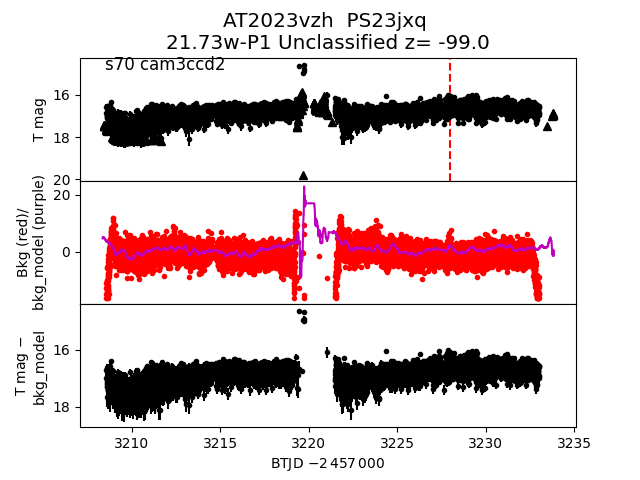 AT2023vzh  PS23jxq
21.73w-P1 Unclassified z= -99.0
s70 cam3ccd2
T mag
16
18
20
Bkg (red)/
bkg_model (purple)
20
0
T mag −
bkg_model
16
18
3210
3215
3220
3225
3230
3235
BTJD −2 457 000